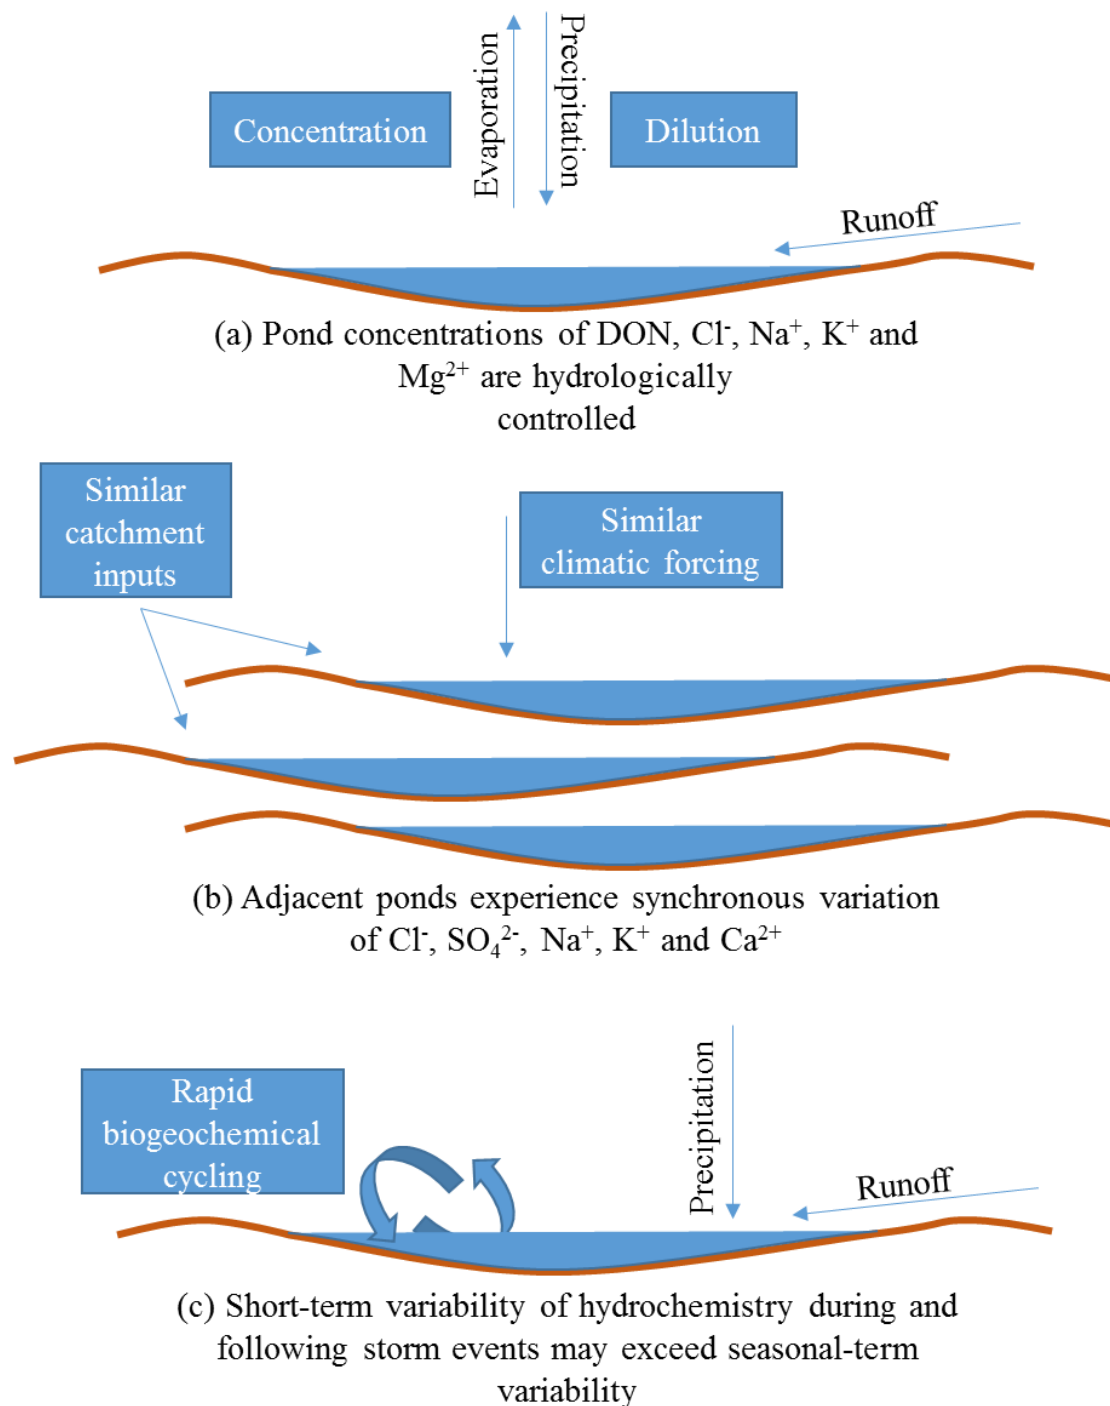 Evaporation
Precipitation
Concentration
Dilution
Runoff
(a) Pond concentrations of DON, Cl⁻, Na⁺, K⁺ and
Mg²⁺ are hydrologically
controlled
Similar
catchment
inputs
Similar
climatic forcing
(b) Adjacent ponds experience synchronous variation
of Cl⁻, SO₄²⁻, Na⁺, K⁺ and Ca²⁺
Rapid
biogeochemical
cycling
Precipitation
Runoff
(c) Short-term variability of hydrochemistry during and
following storm events may exceed seasonal-term
variability